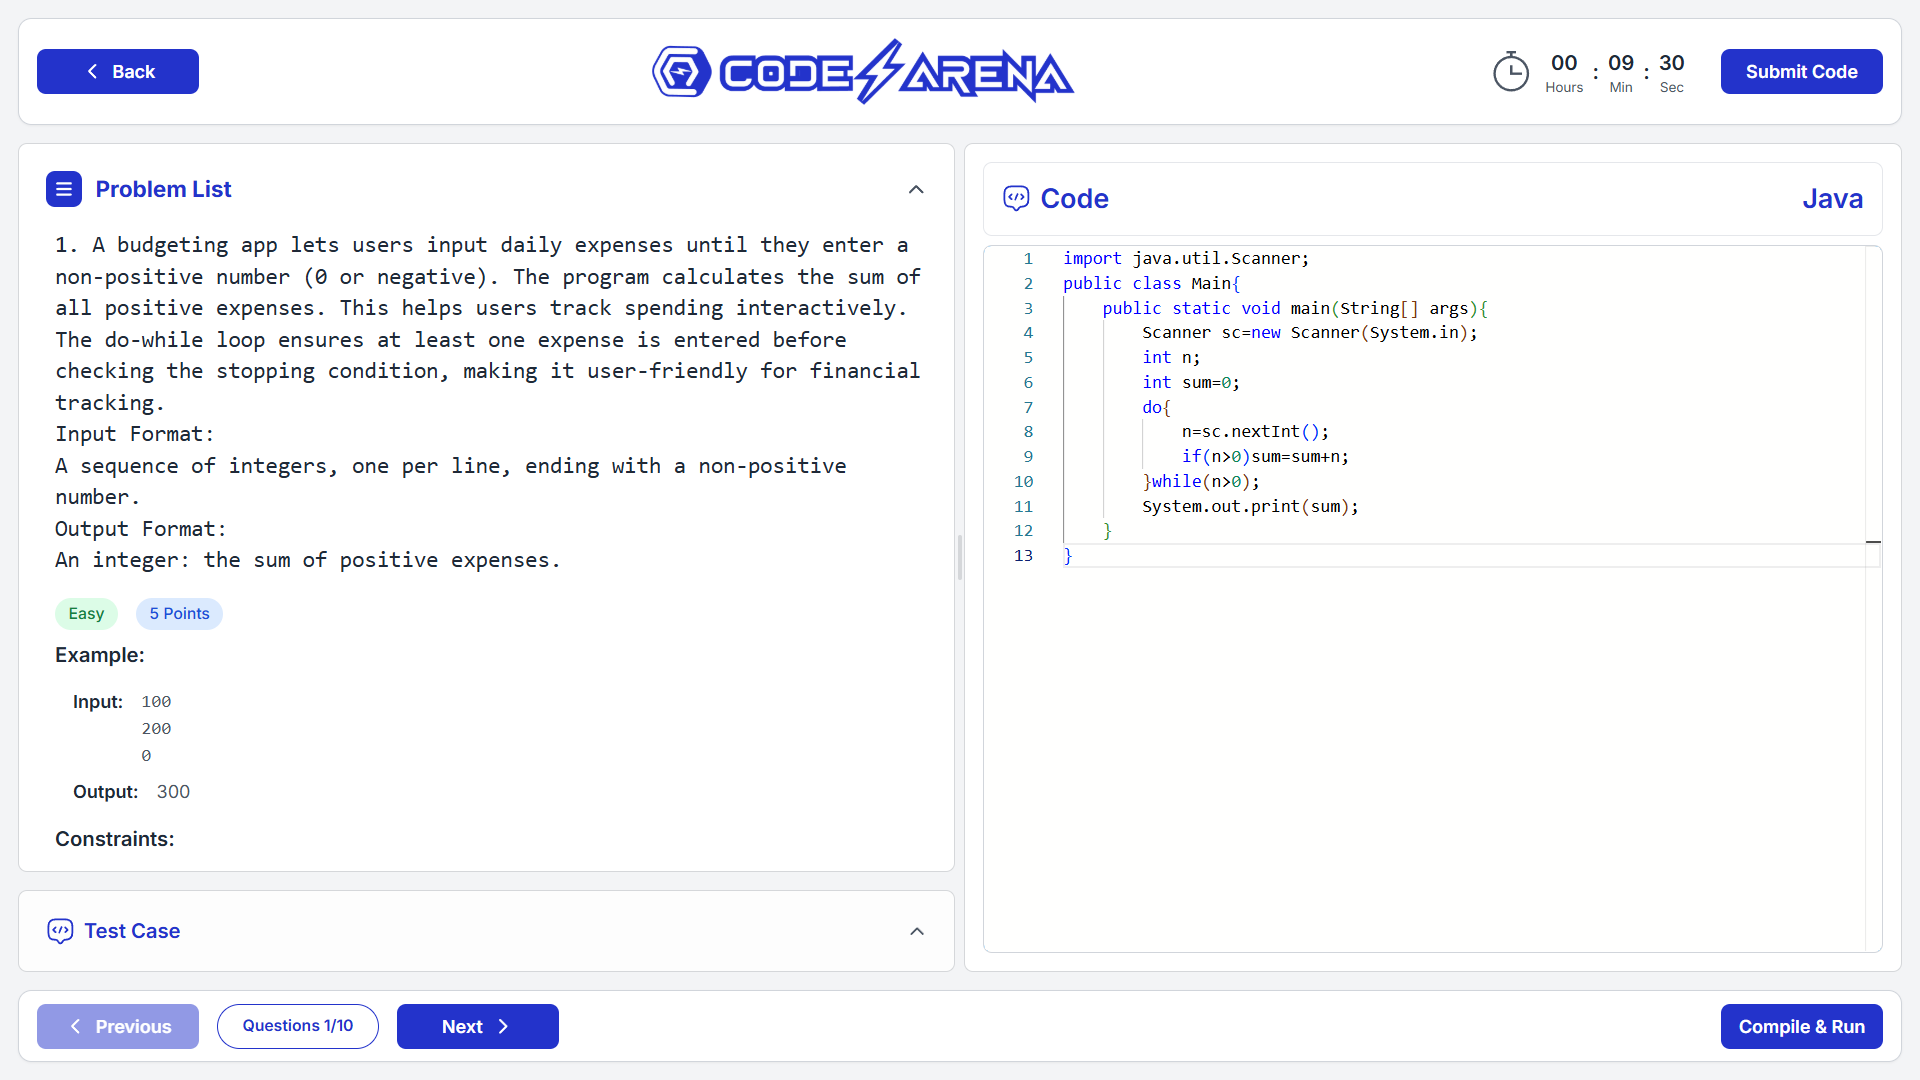 Back
CODE ARENA
00 : 09 : 30
Hours Min Sec
Submit Code
Problem List
1. A budgeting app lets users input daily expenses until they enter a
non-positive number (0 or negative). The program calculates the sum of
all positive expenses. This helps users track spending interactively.
The do-while loop ensures at least one expense is entered before
checking the stopping condition, making it user-friendly for financial
tracking.
Input Format:
A sequence of integers, one per line, ending with a non-positive
number.
Output Format:
An integer: the sum of positive expenses.
Easy 5 Points
Example:
Input: 100
200
0
Output: 300
Constraints:
Test Case
Code Java
1 import java.util.Scanner;
2 public class Main{
3     public static void main(String[] args){
4         Scanner sc=new Scanner(System.in);
5         int n;
6         int sum=0;
7         do{
8             n=sc.nextInt();
9             if(n>0)sum=sum+n;
10         }while(n>0);
11         System.out.print(sum);
12     }
13 }
Previous
Questions 1/10
Next
Compile & Run